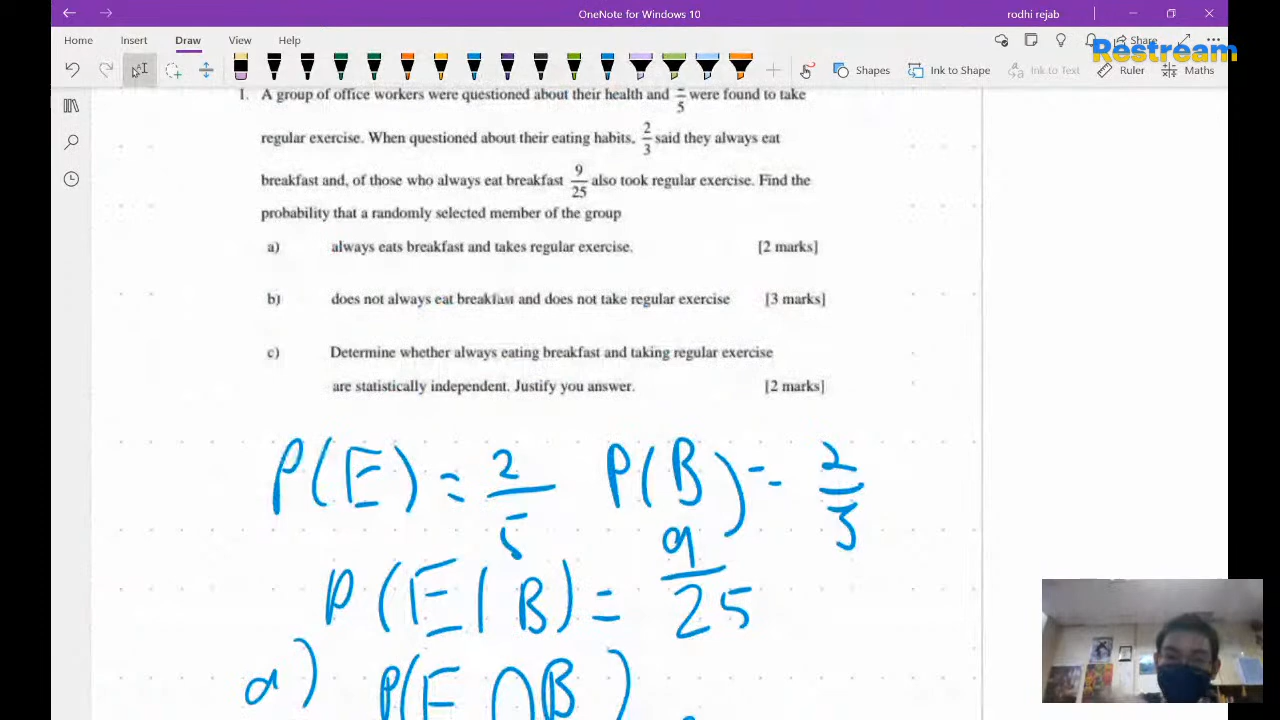 OneNote for Windows 10
rodhi rejab
Home Insert Draw View Help
Share
Restream
Shapes Ink to Shape Ink to Text Ruler Maths
1. A group of office workers were questioned about their health and –/5 were found to take
regular exercise. When questioned about their eating habits, 2/3 said they always eat
breakfast and, of those who always eat breakfast 9/25 also took regular exercise. Find the
probability that a randomly selected member of the group
a) always eats breakfast and takes regular exercise. [2 marks]
b) does not always eat breakfast and does not take regular exercise [3 marks]
c) Determine whether always eating breakfast and taking regular exercise
are statistically independent. Justify you answer. [2 marks]
P(E) = 2/5 P(B) = 2/3
P(E|B) = 9/25
a) P(E ∩ B)